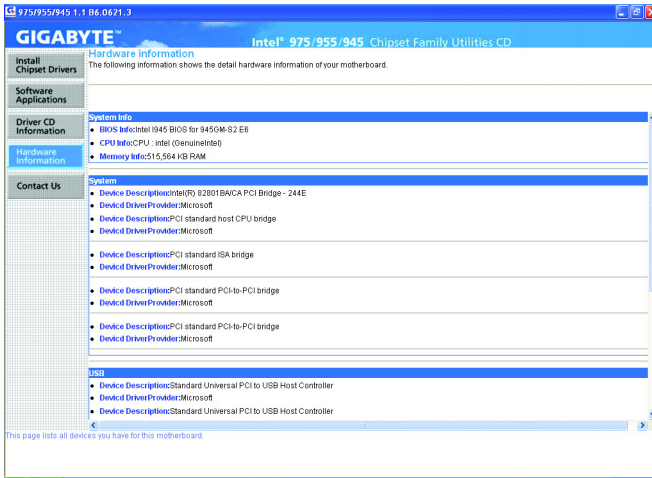 975/955/945 1.1 B6.0621.3
GIGABYTE™
Intel® 975/955/945 Chipset Family Utilities CD
Install
Chipset Drivers
Software
Applications
Driver CD
Information
Hardware
Information
Contact Us
Hardware information
The following information shows the detail hardware information of your motherboard.
System Info
BIOS Info:Intel I945 BIOS for 945GM-S2 E6
CPU Info:CPU : intel (GenuineIntel)
Memory Info:515,564 KB RAM
System
Device Description:Intel(R) 82801BA/CA PCI Bridge - 244E
Devicd DriverProvider:Microsoft
Device Description:PCI standard host CPU bridge
Devicd DriverProvider:Microsoft
Device Description:PCI standard ISA bridge
Devicd DriverProvider:Microsoft
Device Description:PCI standard PCI-to-PCI bridge
Devicd DriverProvider:Microsoft
Device Description:PCI standard PCI-to-PCI bridge
Devicd DriverProvider:Microsoft
USB
Device Description:Standard Universal PCI to USB Host Controller
Devicd DriverProvider:Microsoft
Device Description:Standard Universal PCI to USB Host Controller
This page lists all devices you have for this motherboard.